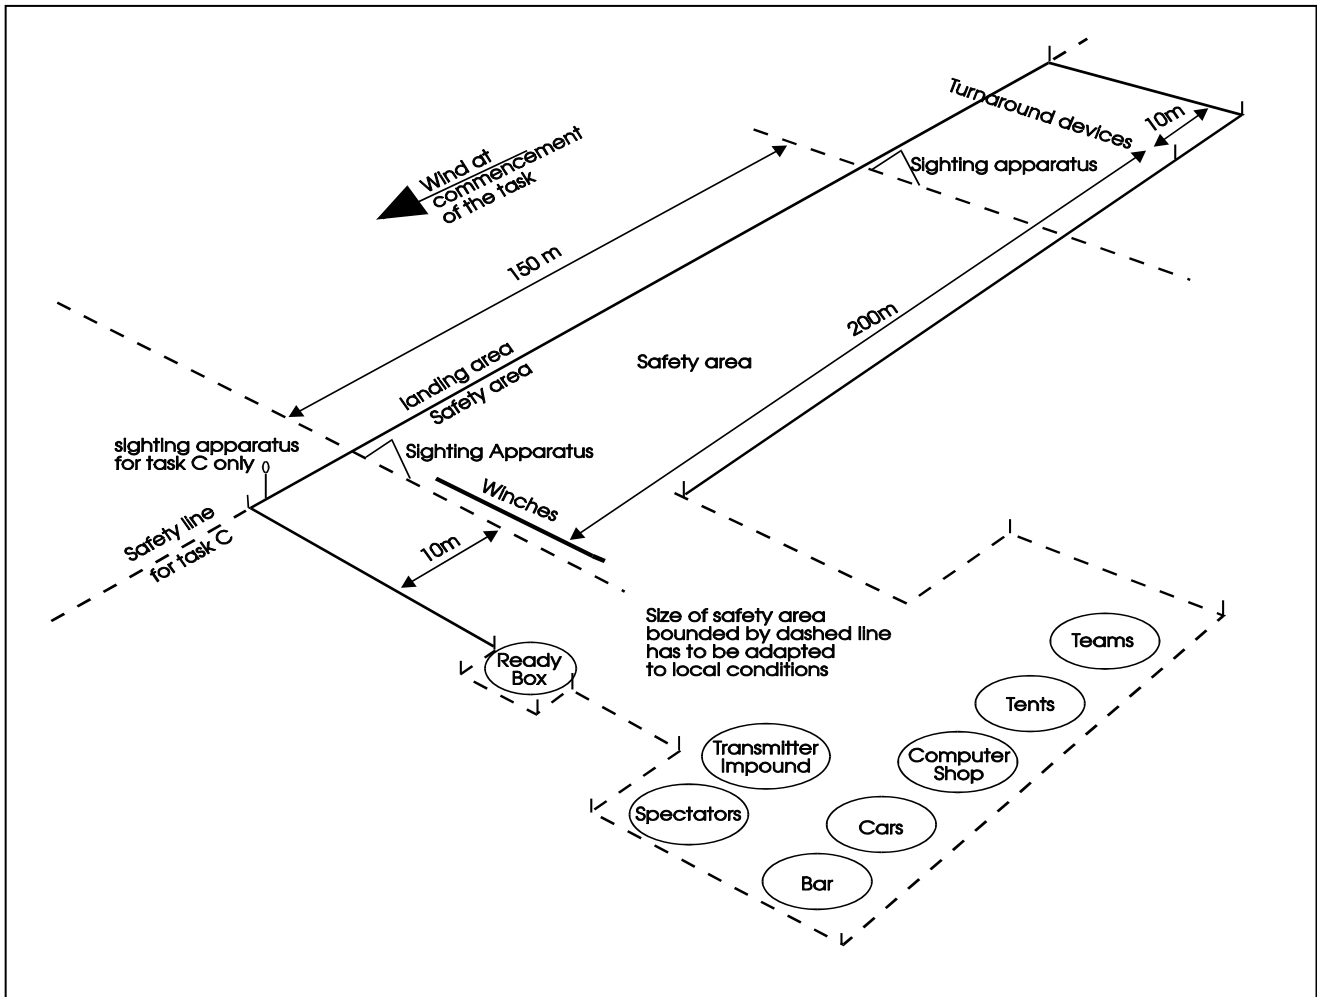 Turnaround devices
10m
Wind at
commencement
of the task
Sighting apparatus
150 m
200m
landing area
Safety area
Safety area
sighting apparatus
for task C only
Sighting Apparatus
Winches
Safety line
for task C
10m
Size of safety area
bounded by dashed line
has to be adapted
to local conditions
Ready
Box
Teams
Tents
Transmitter
Impound
Computer
Shop
Spectators
Cars
Bar